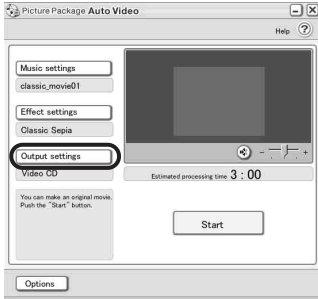 Picture Package Auto Video
Help ?
Music settings
classic_movie01
Effect settings
Classic Sepia
Output settings
Video CD
- +
Estimated processing time 3 : 00
You can make an original movie.
Push the "Start" button.
Start
Options